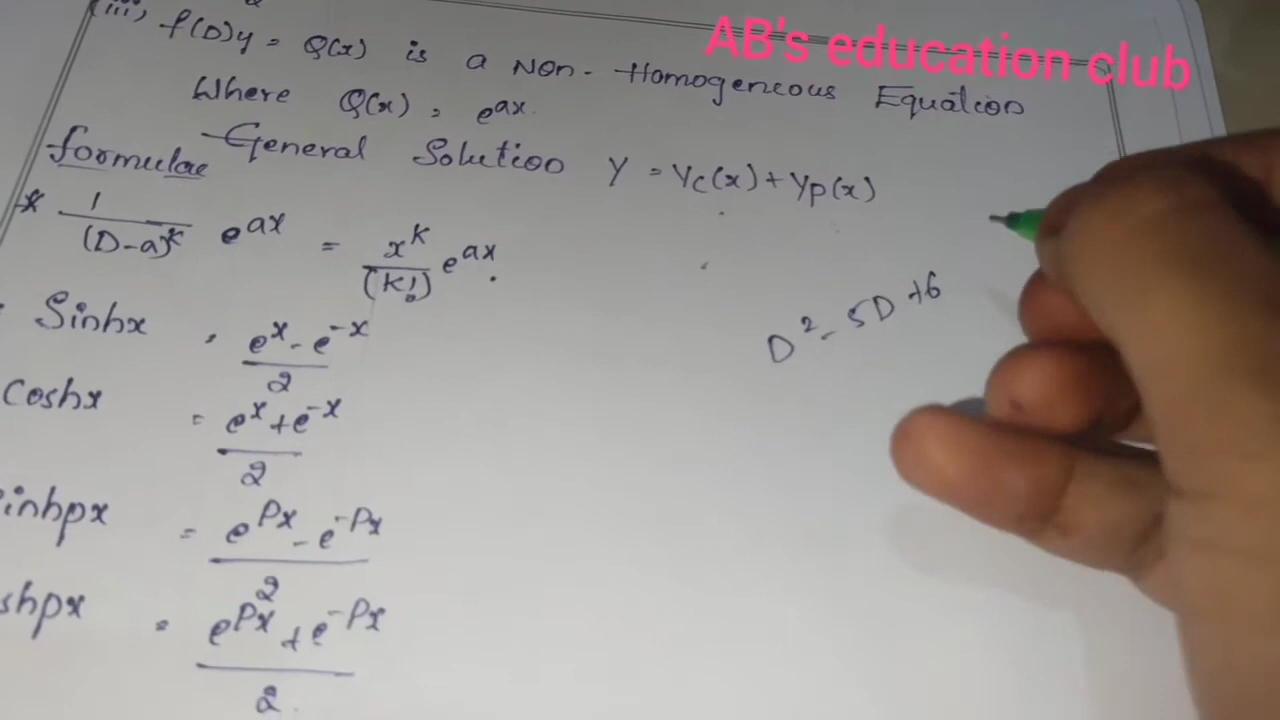 AB's education club
(iii) f(D)y = Q(x) is a Non-Homogeneous Equation
Where Q(x) = e^{ax}.
General Solution Y = Yc(x) + Yp(x)
formulae
* 1/(D-a)^k e^{ax} = x^k/(k!) e^{ax}.
Sinhx = (e^x - e^{-x})/2
D^2 - 5D + 6
Coshx = (e^x + e^{-x})/2
inhpx = (e^{Px} - e^{-Px})/2
shpx = (e^{Px} + e^{-Px})/2